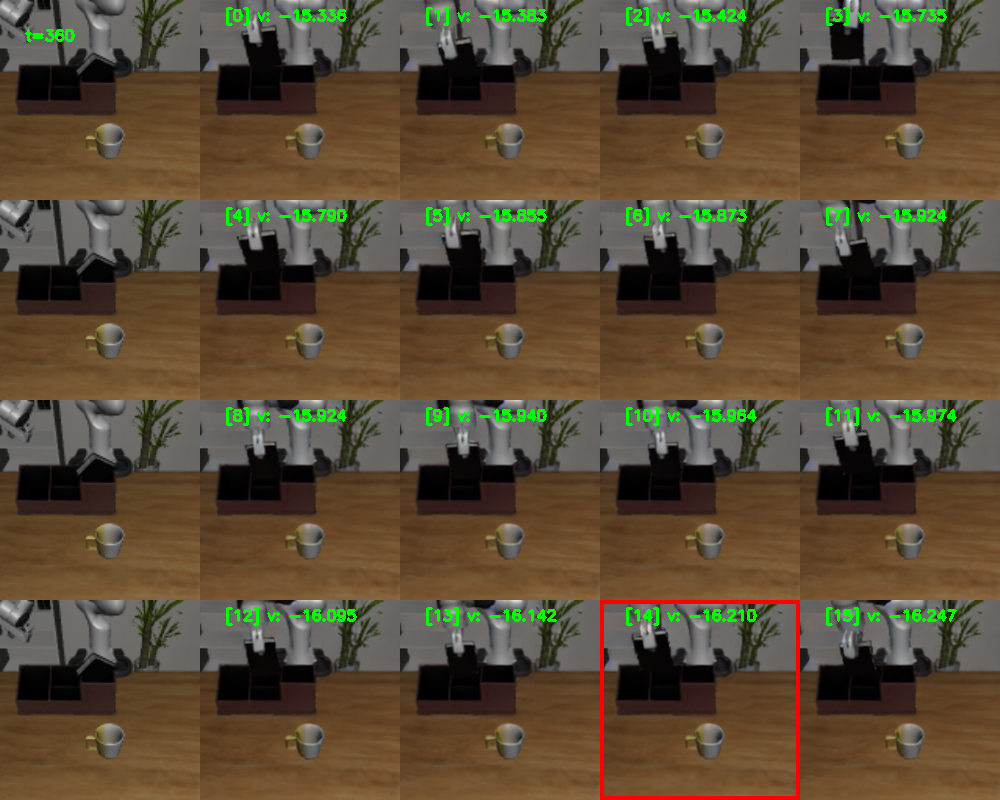 t=360
[0] v: -15.336
[1] v: -15.383
[2] v: -15.424
[3] v: -15.735
[4] v: -15.790
[5] v: -15.855
[6] v: -15.873
[7] v: -15.924
[8] v: -15.924
[9] v: -15.940
[10] v: -15.964
[11] v: -15.974
[12] v: -16.095
[13] v: -16.142
[14] v: -16.210
[15] v: -16.247